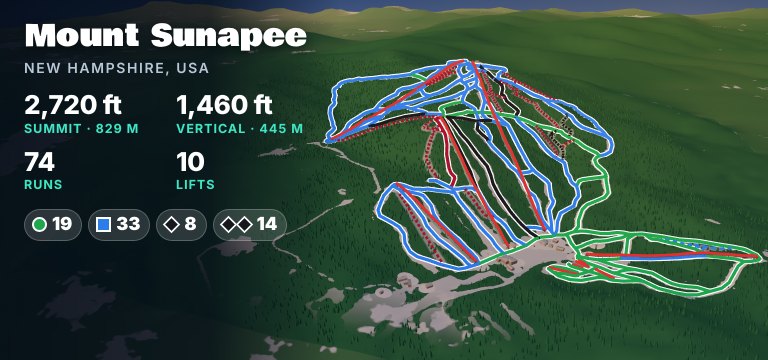 Mount Sunapee
NEW HAMPSHIRE, USA
2,720 ft 1,460 ft
SUMMIT · 829 M VERTICAL · 445 M
74 10
RUNS LIFTS
19 33 8 14